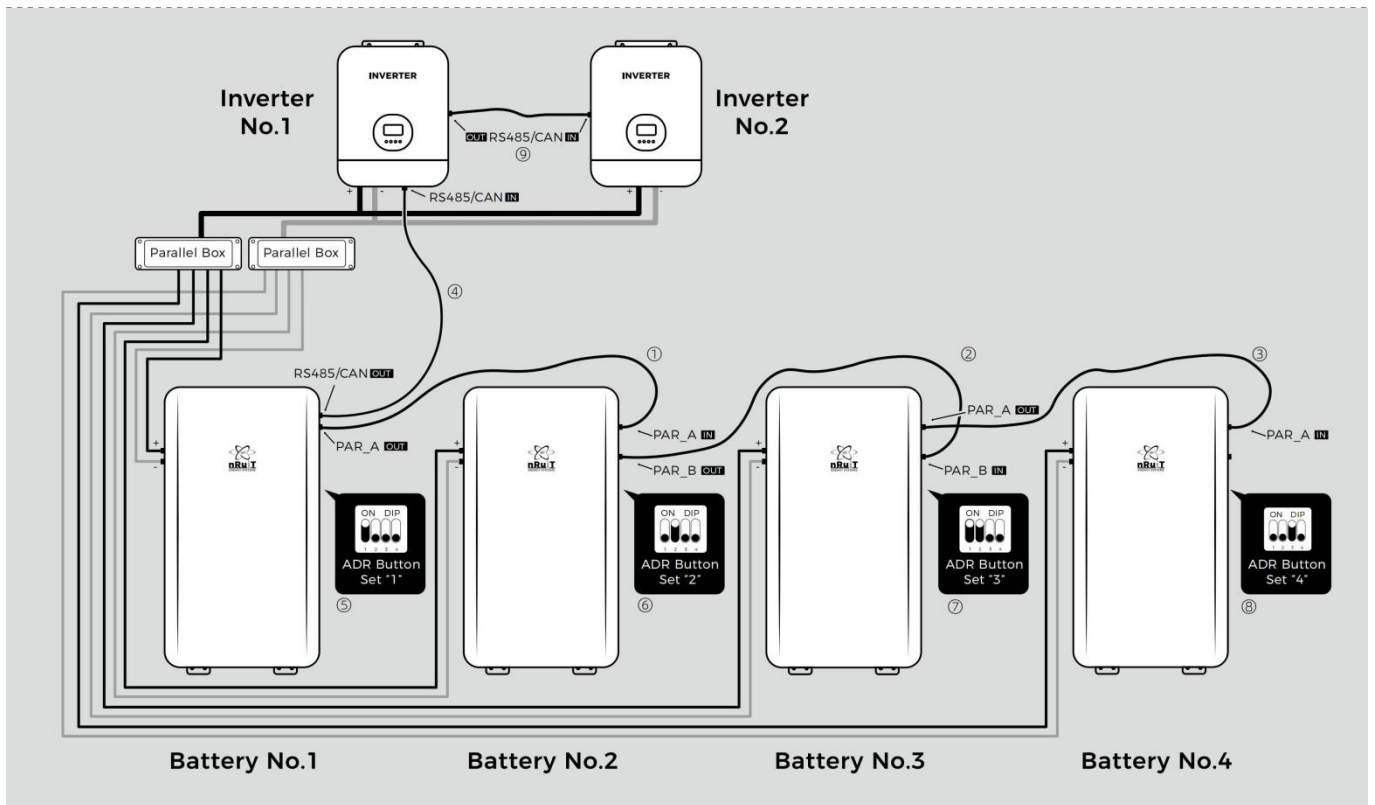 INVERTER
INVERTER
Inverter
No.1
Inverter
No.2
OUT RS485/CAN IN
⑨
+ -
RS485/CAN IN
+ -
Parallel Box
Parallel Box
④
①
②
③
RS485/CAN OUT
PAR_A OUT
PAR_A IN
PAR_B OUT
PAR_A OUT
PAR_B IN
PAR_A IN
+
-
+
-
+
-
+
-
nRuiT
nRuiT
nRuiT
nRuiT
ON DIP
1 2 3 4
ADR Button
Set "1"
⑤
ON DIP
1 2 3 4
ADR Button
Set "2"
⑥
ON DIP
1 2 3 4
ADR Button
Set "3"
⑦
ON DIP
1 2 3 4
ADR Button
Set "4"
⑧
Battery No.1
Battery No.2
Battery No.3
Battery No.4